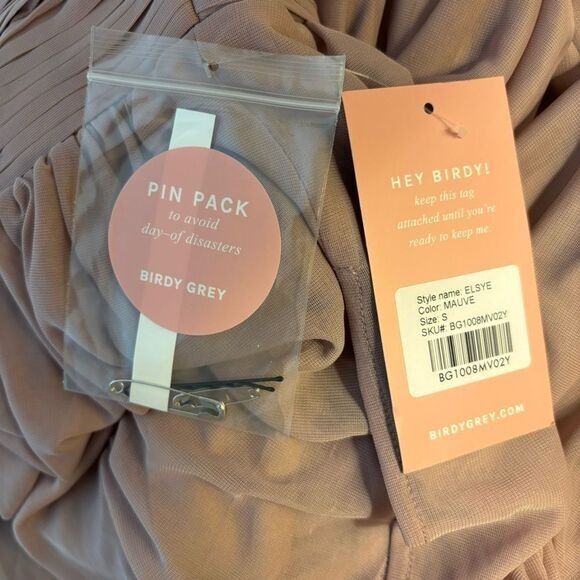 PIN PACK
to avoid
day-of disasters
BIRDY GREY
HEY BIRDY!
keep this tag
attached until you're
ready to keep me.
Style name: ELSYE
Color: MAUVE
Size: S
SKU#: BG1008MV02Y
BG1008MV02Y
BIRDYGREY.COM